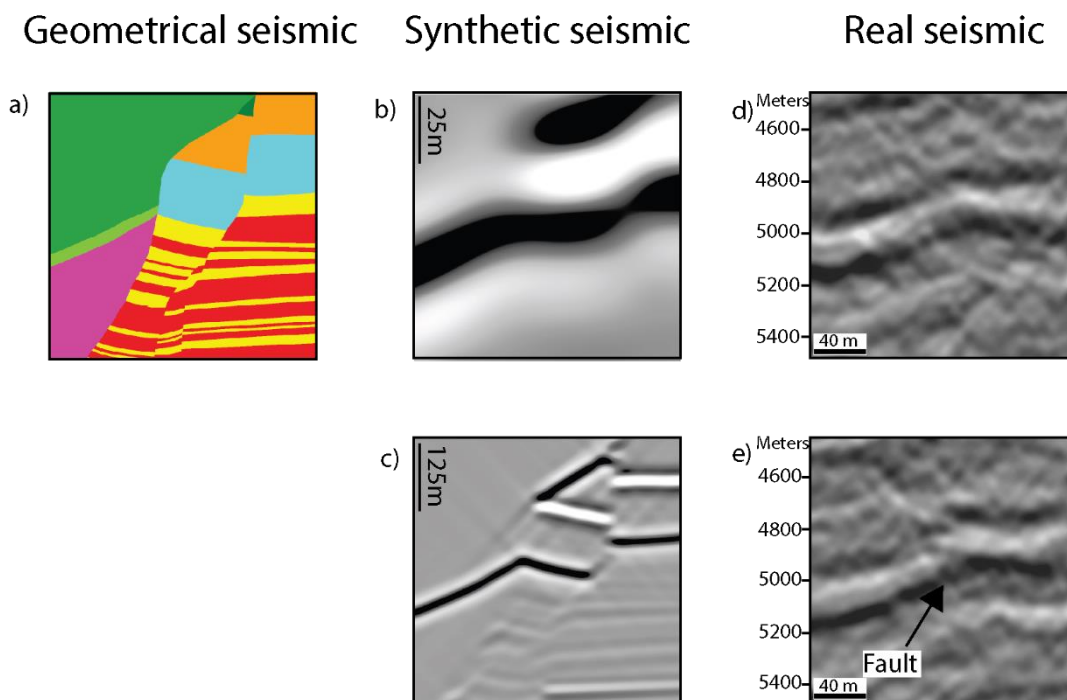 Geometrical seismic
Synthetic seismic
Real seismic
a)
b)
25m
d)
Meters
4600
4800
5000
5200
5400
40 m
c)
125m
e)
Meters
4600
4800
5000
5200
5400
Fault
40 m